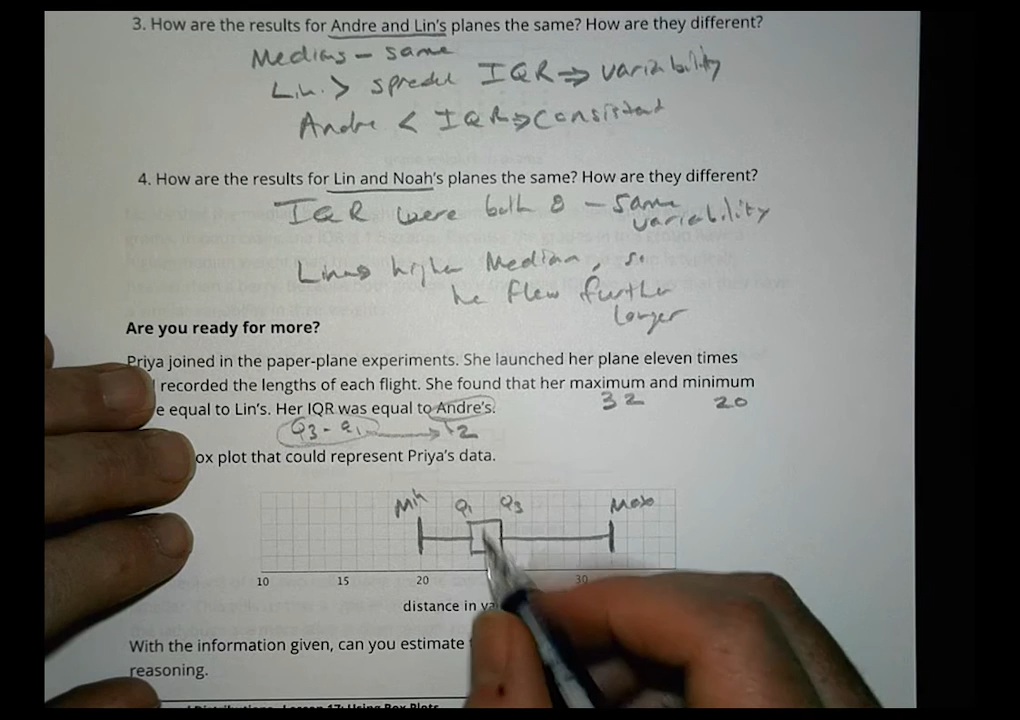 3. How are the results for Andre and Lin's planes the same? How are they different?
Medians - same
Lin > spread IQR ⇒ variability
Andre < IQR ⇒ consistent
4. How are the results for Lin and Noah's planes the same? How are they different?
IQR were both 8 - same
variability
higher Median, so
he flew further
longer
Are you ready for more?
Priya joined in the paper-plane experiments. She launched her plane eleven times
recorded the lengths of each flight. She found that her maximum and minimum
e equal to Lin's. Her IQR was equal to Andre's.
32 20
Q3 - Q1 → 2
ox plot that could represent Priya's data.
Min Q1 Q3 Max
10 15 20 30
distance in ya
With the information given, can you estimate
reasoning.
Lesson 17: Using Box Plots